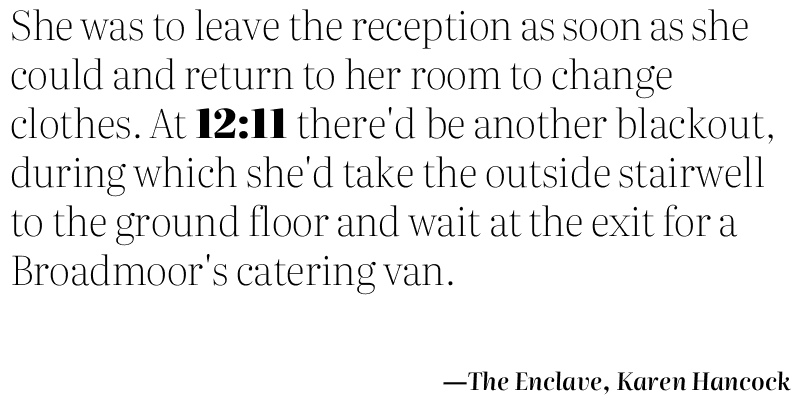 She was to leave the reception as soon as she
could and return to her room to change
clothes. At 12:11 there'd be another blackout,
during which she'd take the outside stairwell
to the ground floor and wait at the exit for a
Broadmoor's catering van.
—The Enclave, Karen Hancock